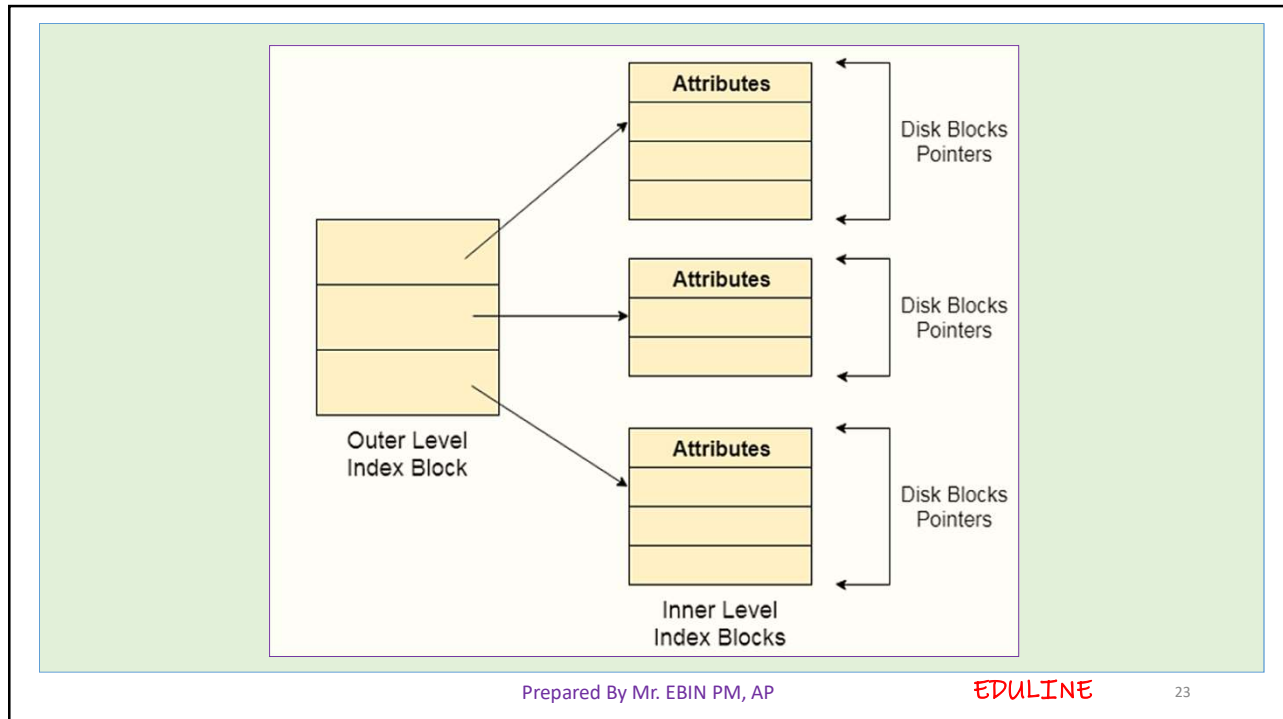 Attributes
Disk Blocks
Pointers
Attributes
Disk Blocks
Pointers
Outer Level
Index Block
Attributes
Disk Blocks
Pointers
Inner Level
Index Blocks
Prepared By Mr. EBIN PM, AP
EDULINE
23